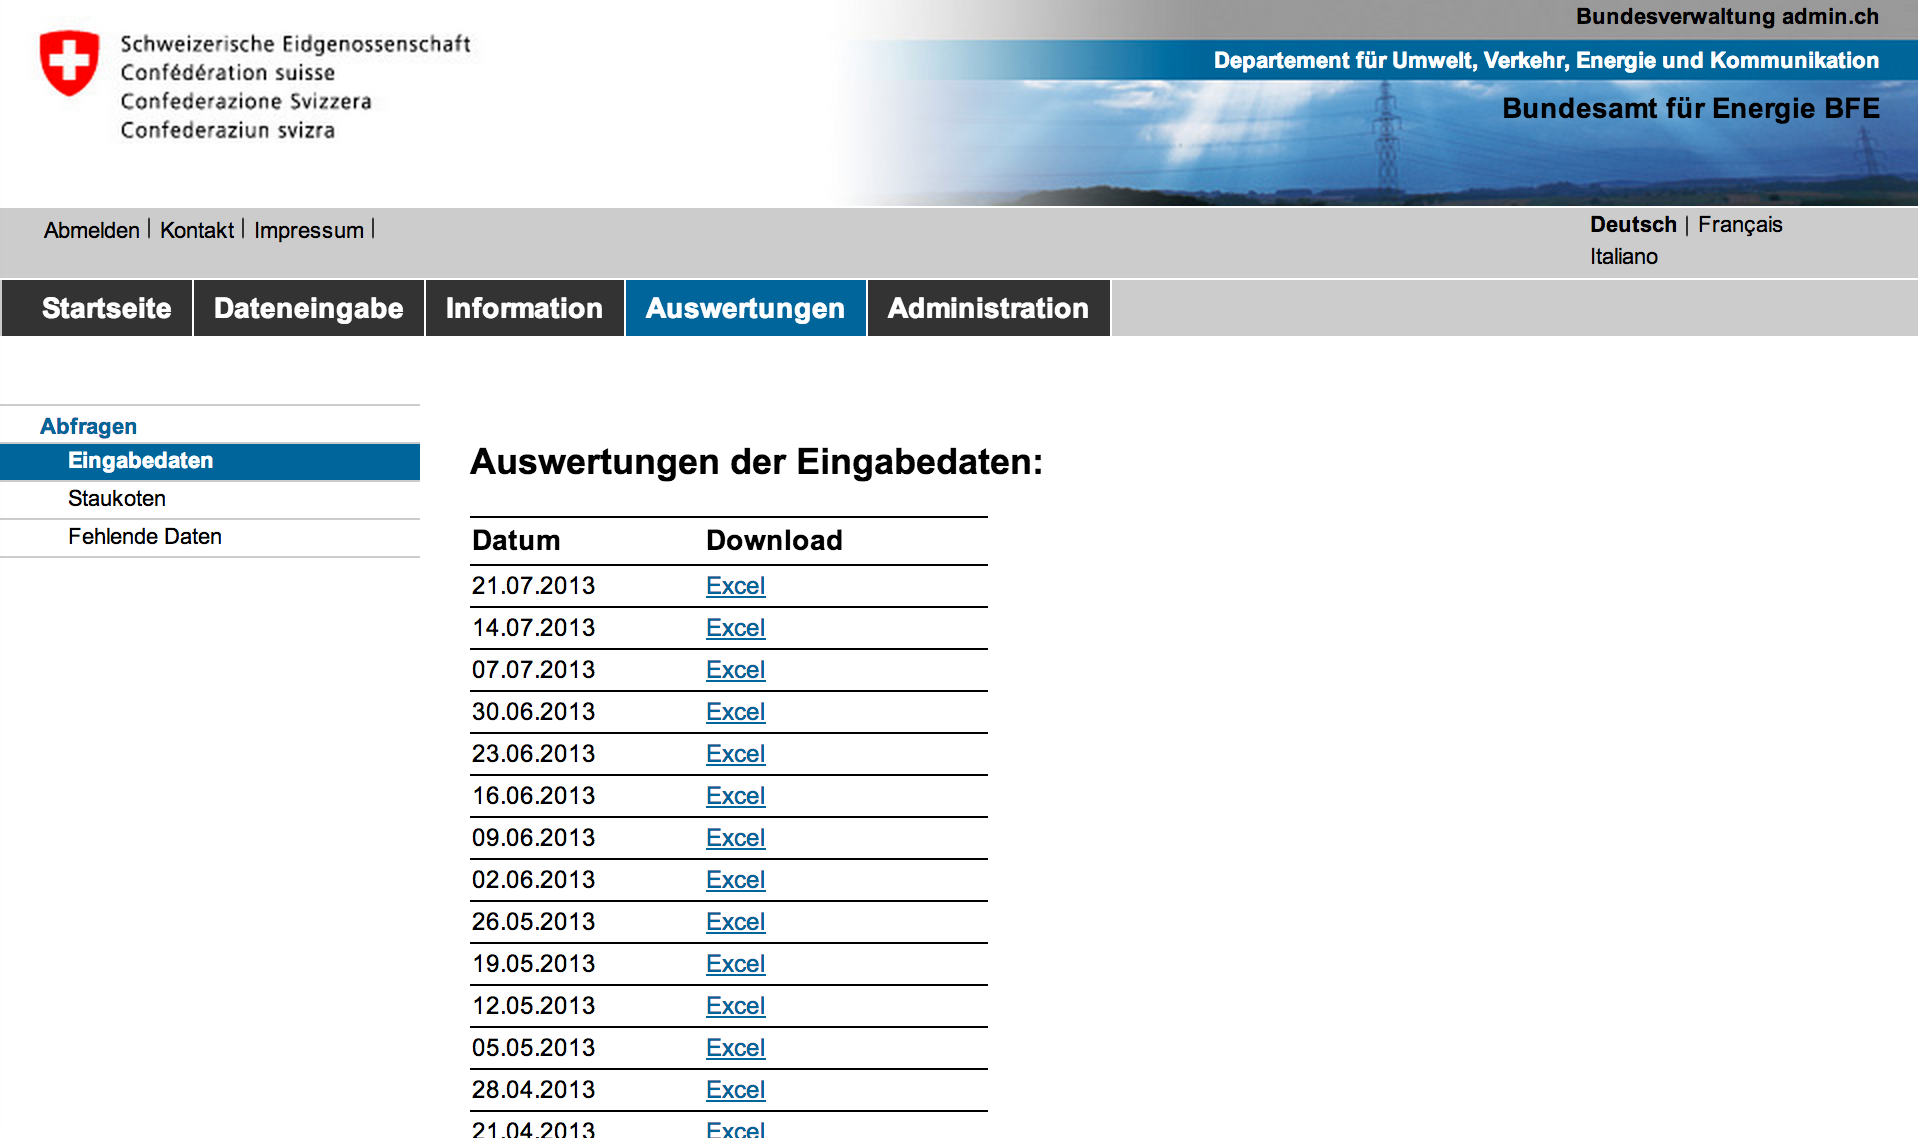 Schweizerische Eidgenossenschaft
Confédération suisse
Confederazione Svizzera
Confederaziun svizra
Bundesverwaltung admin.ch
Departement für Umwelt, Verkehr, Energie und Kommunikation
Bundesamt für Energie BFE
Abmelden | Kontakt | Impressum |
Deutsch | Français
Italiano
Startseite Dateneingabe Information Auswertungen Administration
Abfragen
Eingabedaten
Staukoten
Fehlende Daten
Auswertungen der Eingabedaten:
Datum Download
21.07.2013 Excel
14.07.2013 Excel
07.07.2013 Excel
30.06.2013 Excel
23.06.2013 Excel
16.06.2013 Excel
09.06.2013 Excel
02.06.2013 Excel
26.05.2013 Excel
19.05.2013 Excel
12.05.2013 Excel
05.05.2013 Excel
28.04.2013 Excel
21.04.2013 Excel